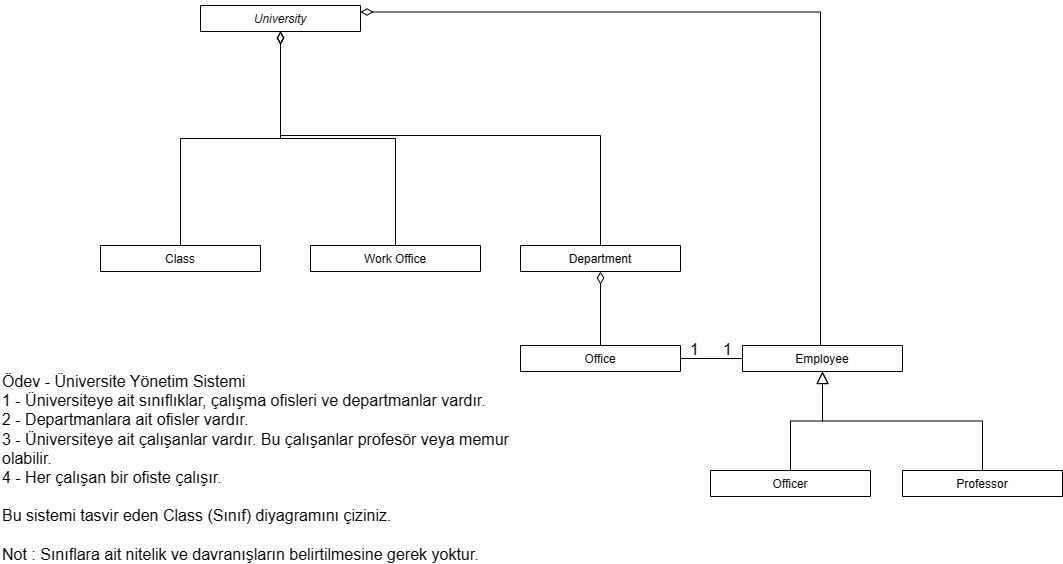 University
Class
Work Office
Department
Office
1
1
Employee
Officer
Professor
Ödev - Üniversite Yönetim Sistemi
1 - Üniversiteye ait sınıflıklar, çalışma ofisleri ve departmanlar vardır.
2 - Departmanlara ait ofisler vardır.
3 - Üniversiteye ait çalışanlar vardır. Bu çalışanlar profesör veya memur
olabilir.
4 - Her çalışan bir ofiste çalışır.
Bu sistemi tasvir eden Class (Sınıf) diyagramını çiziniz.
Not : Sınıflara ait nitelik ve davranışların belirtilmesine gerek yoktur.